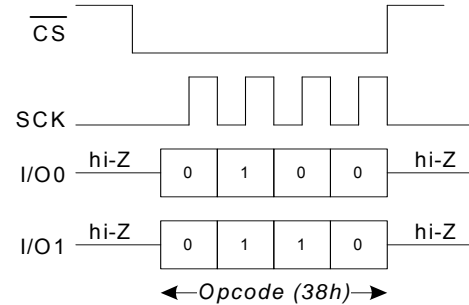 CS
SCK
I/O0 hi-Z 0 1 0 0 hi-Z
I/O1 hi-Z 0 1 1 0 hi-Z
Opcode (38h)